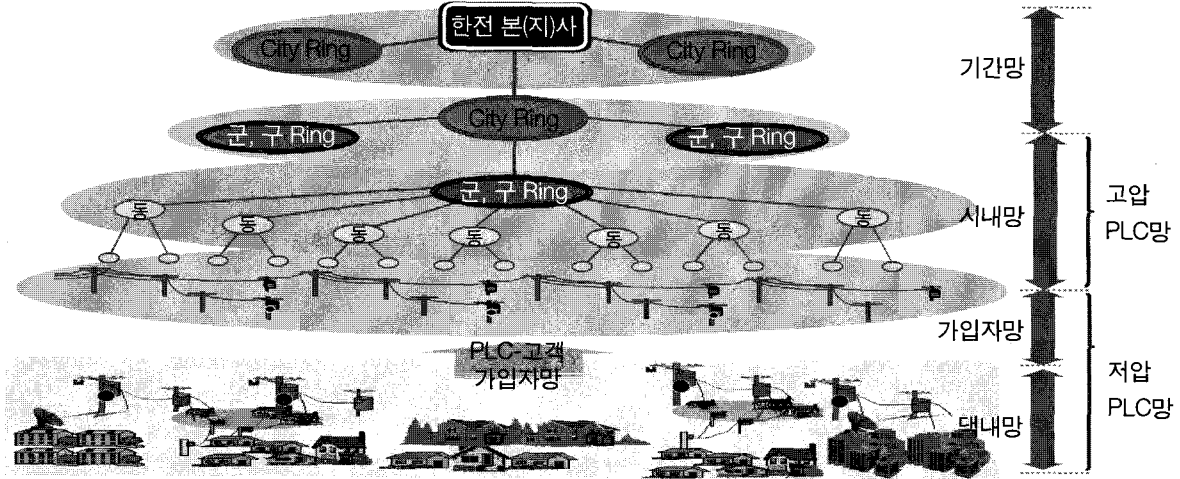 한전 본(지)사
City Ring
City Ring
기간망
City Ring
군, 구 Ring
군, 구 Ring
군, 구 Ring
고압
PLC망
시내망
동
동
동
동
동
동
동
가입자망
PLC-고객
가입자망
저압
PLC망
댁내망